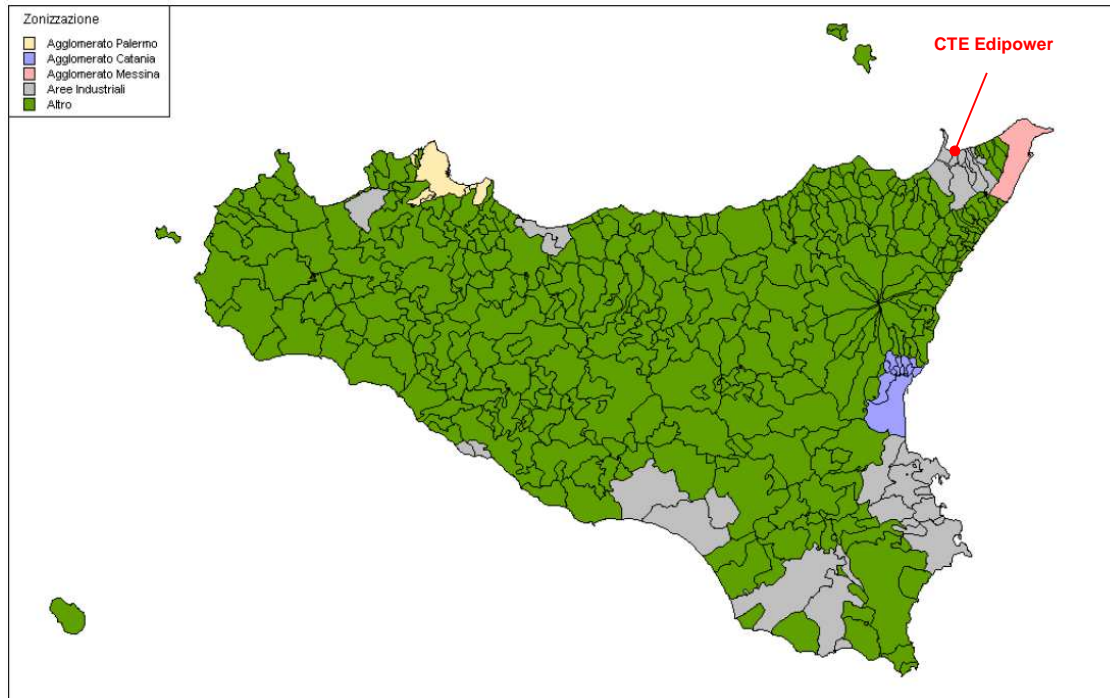 Zonizzazione
Agglomerato Palermo
Agglomerato Catania
Agglomerato Messina
Aree Industriali
Altro
CTE Edipower